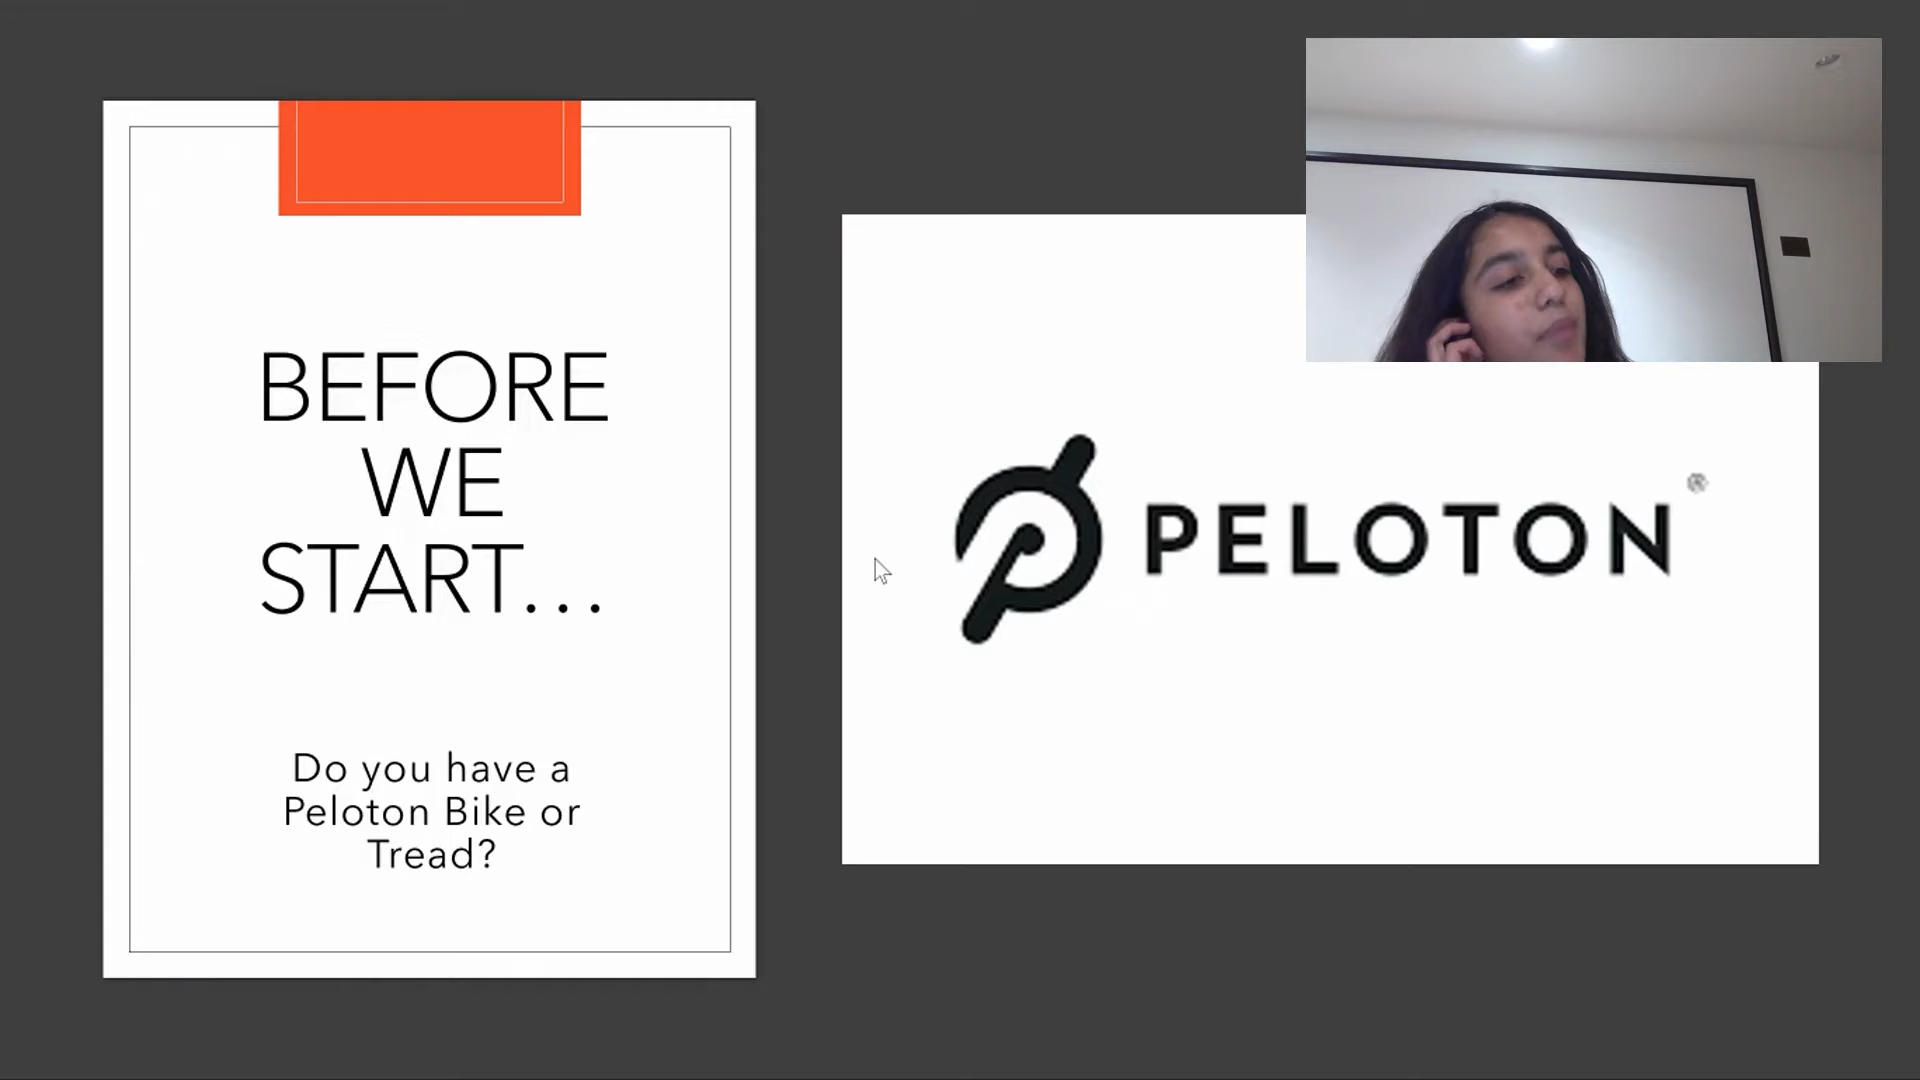 BEFORE
WE
START...
Do you have a
Peloton Bike or
Tread?
PELOTON®